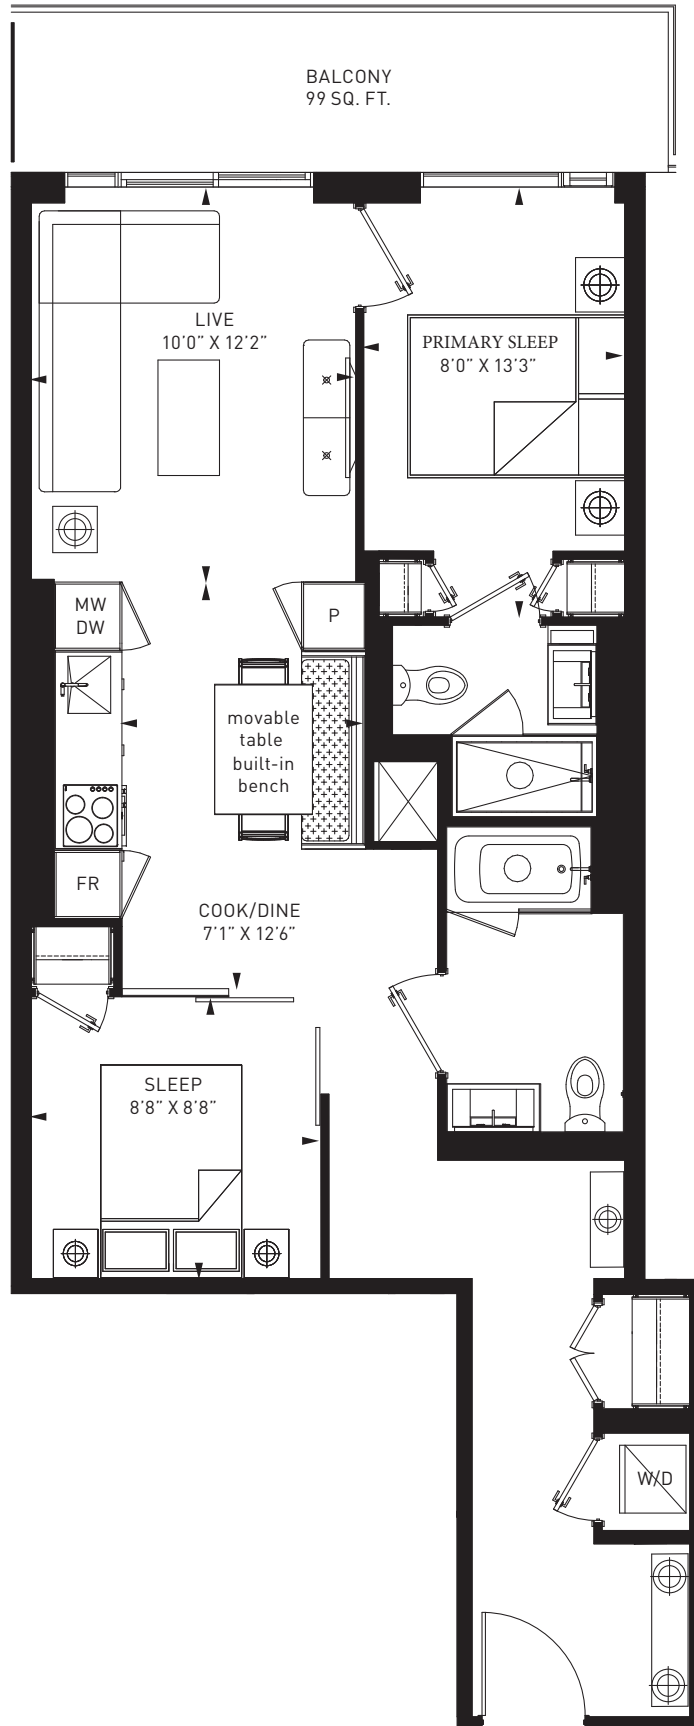 BALCONY
99 SQ. FT.
LIVE
10'0" X 12'2"
PRIMARY SLEEP
8'0" X 13'3"
MW
DW
P
movable
table
built-in
bench
FR
COOK/DINE
7'1" X 12'6"
SLEEP
8'8" X 8'8"
W/D